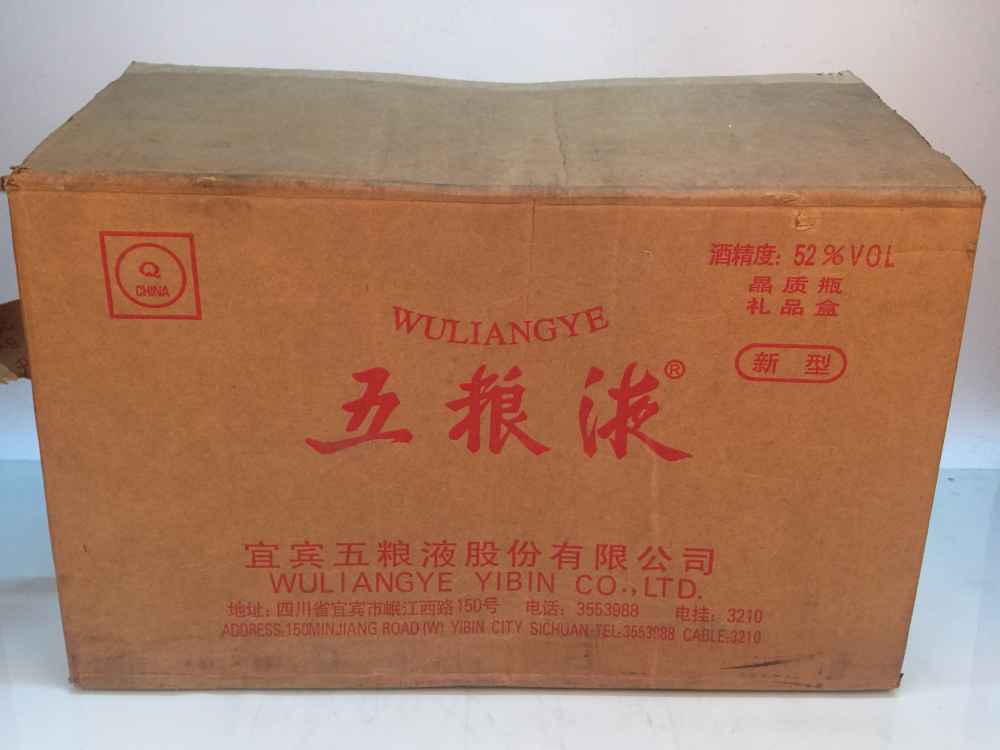 Q
CHINA
酒精度：52%VOL
晶质瓶
礼品盒
新型
WULIANGYE
五粮液®
宜宾五粮液股份有限公司
WULIANGYE YIBIN CO.,LTD.
地址：四川省宜宾市岷江西路150号 电话：3553988 电挂：3210
ADDRESS:150MINJIANG ROAD(W) YIBIN CITY SICHUAN TEL:3553988 CABLE:3210